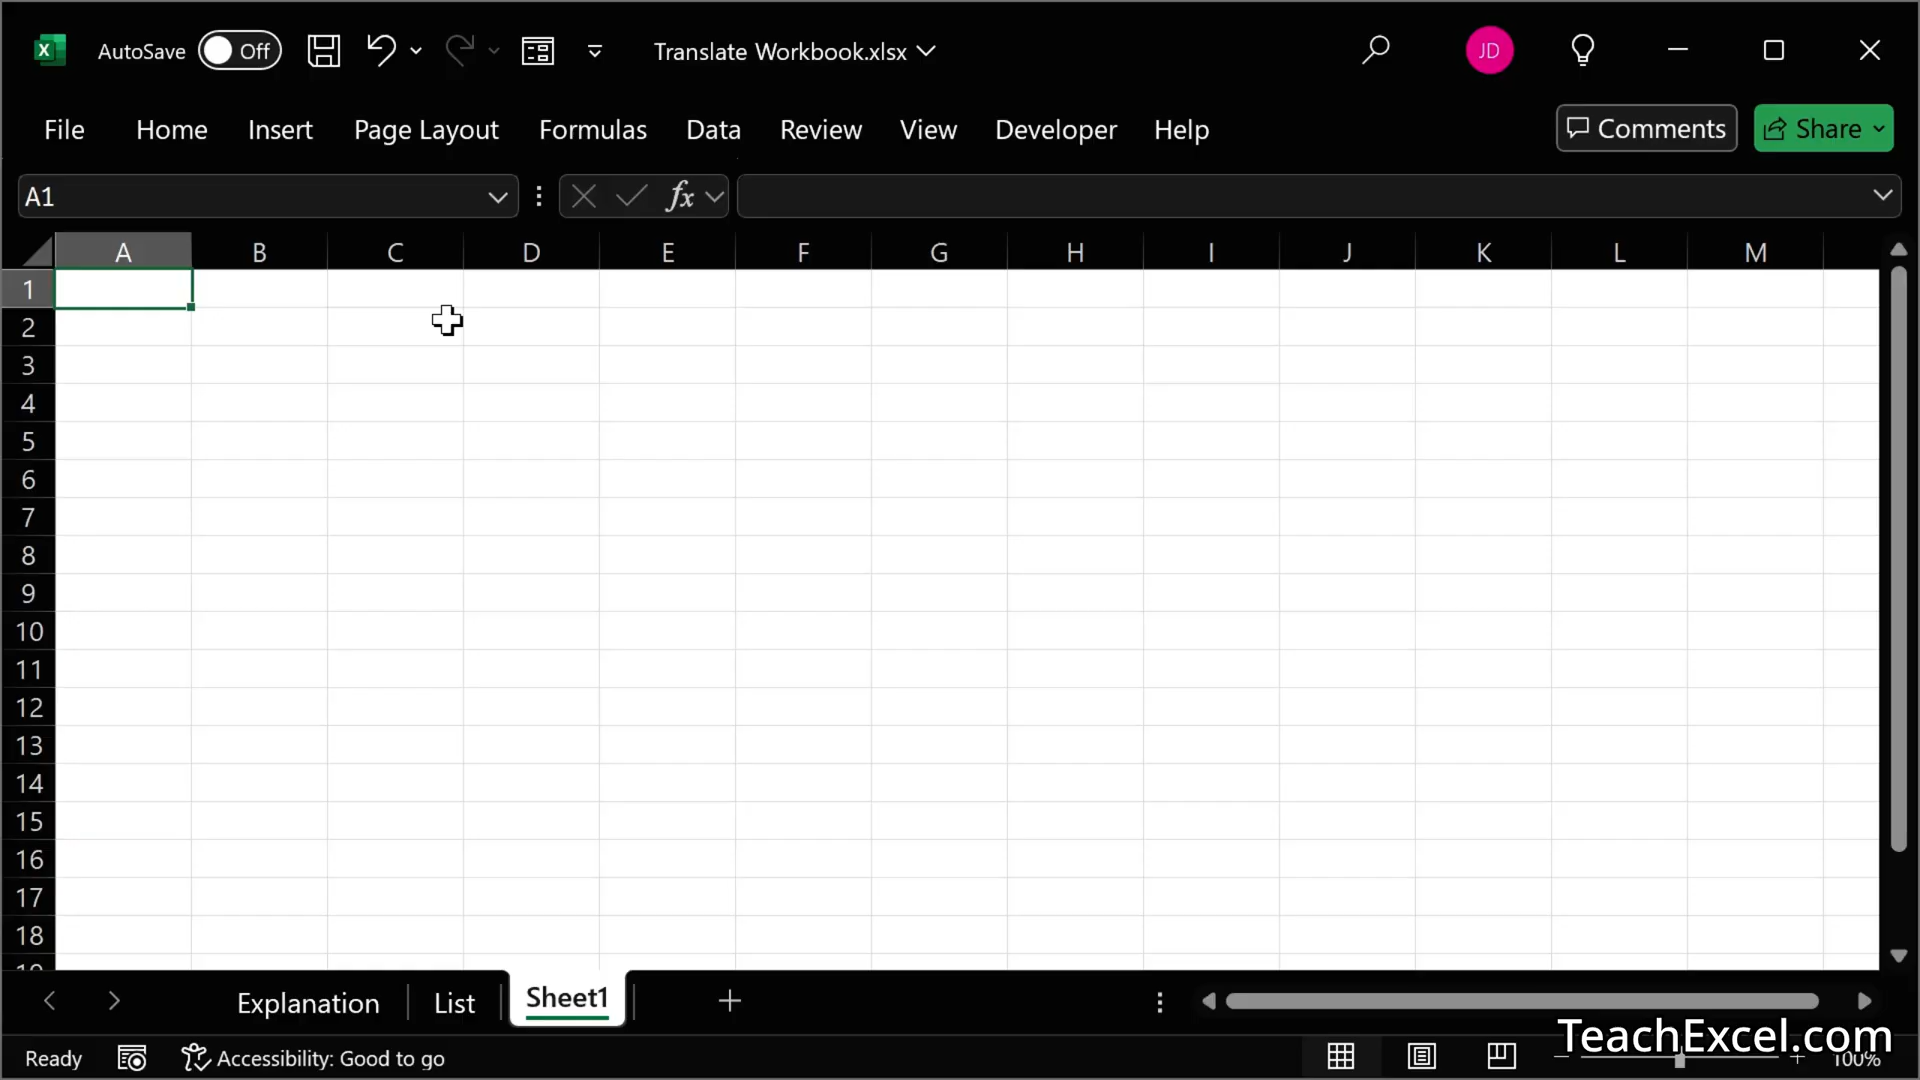 AutoSave Off Translate Workbook.xlsx JD
File Home Insert Page Layout Formulas Data Review View Developer Help Comments Share
A1 fx
A B C D E F G H I J K L M
1
2
3
4
5
6
7
8
9
10
11
12
13
14
15
16
17
18
19
Explanation List Sheet1
TeachExcel.com
Ready Accessibility: Good to go 100%